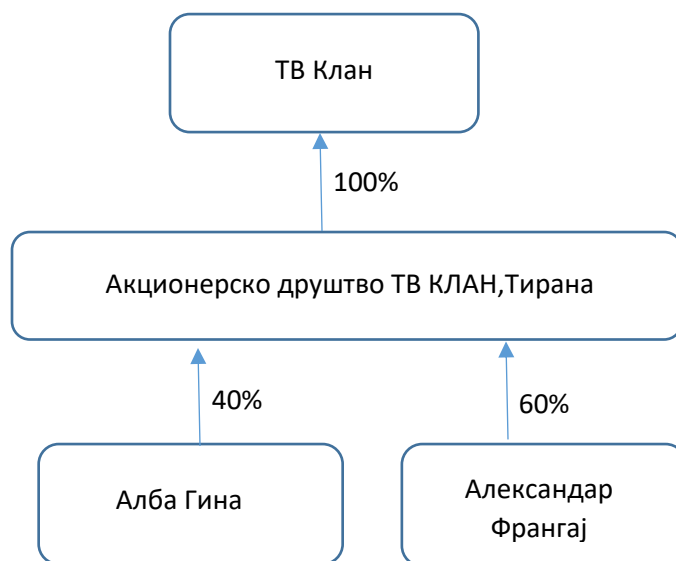 ТВ Клан
100%
Акционерско друштво ТВ КЛАН,Тирана
40%
60%
Алба Гина
Александар
Франгај